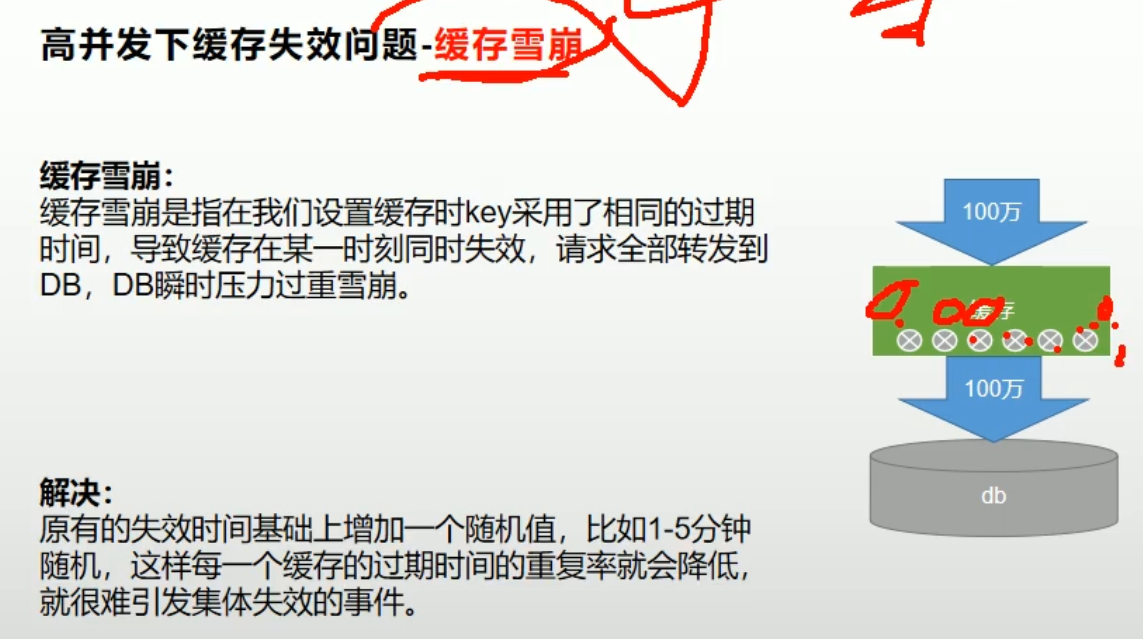 高并发下缓存失效问题-缓存雪崩
缓存雪崩：
缓存雪崩是指在我们设置缓存时key采用了相同的过期
时间，导致缓存在某一时刻同时失效，请求全部转发到
DB，DB瞬时压力过重雪崩。
解决：
原有的失效时间基础上增加一个随机值，比如1-5分钟
随机，这样每一个缓存的过期时间的重复率就会降低，
就很难引发集体失效的事件。
100万
缓存
100万
db